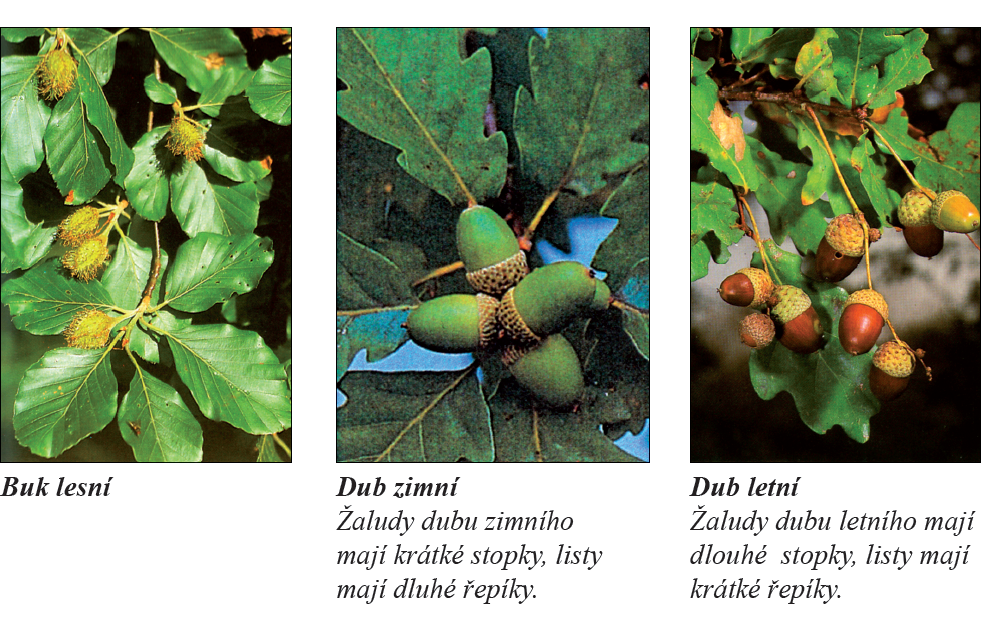 Buk lesní
Dub zimní
Žaludy dubu zimního
mají krátké stopky, listy
mají dluhé řepíky.
Dub letní
Žaludy dubu letního mají
dlouhé stopky, listy mají
krátké řepíky.